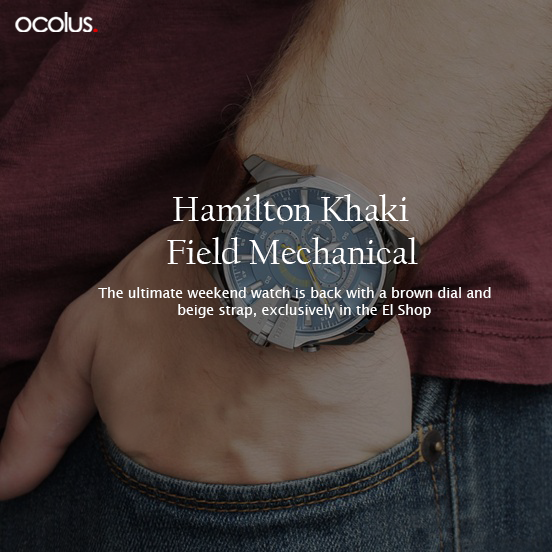 ocolus.
Hamilton Khaki
Field Mechanical
The ultimate weekend watch is back with a brown dial and
beige strap, exclusively in the El Shop